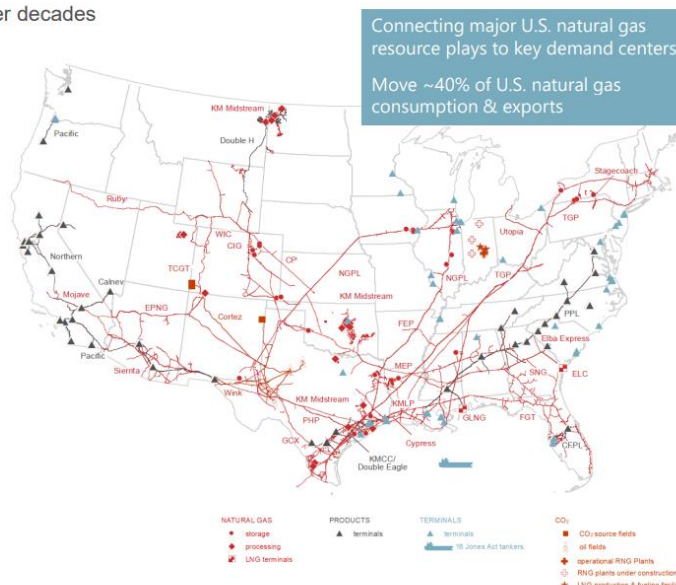 er decades
Connecting major U.S. natural gas
resource plays to key demand centers
Move ~40% of U.S. natural gas
consumption & exports
KM Midstream
Pacific
Double H
Stagecoach
Ruby
TGP
WIC
Utopia
CIG
Northern
CP
TCGT
NGPL
NGPL
TGP
Calnev
KM Midstream
Mojave
EPNG
PPL
Cortez
FEP
Elba Express
Pacific
MEP
SNG
ELC
Sierrita
Wink
KM Midstream
KMLP
GLNG
PHP
FGT
Cypress
GCX
CFPL
KMCC/
Double Eagle
NATURAL GAS
storage
processing
LNG terminals
PRODUCTS
terminals
TERMINALS
terminals
16 Jones Act tankers
CO₂
CO₂ source fields
oil fields
operational RNG Plants
RNG plants under construction